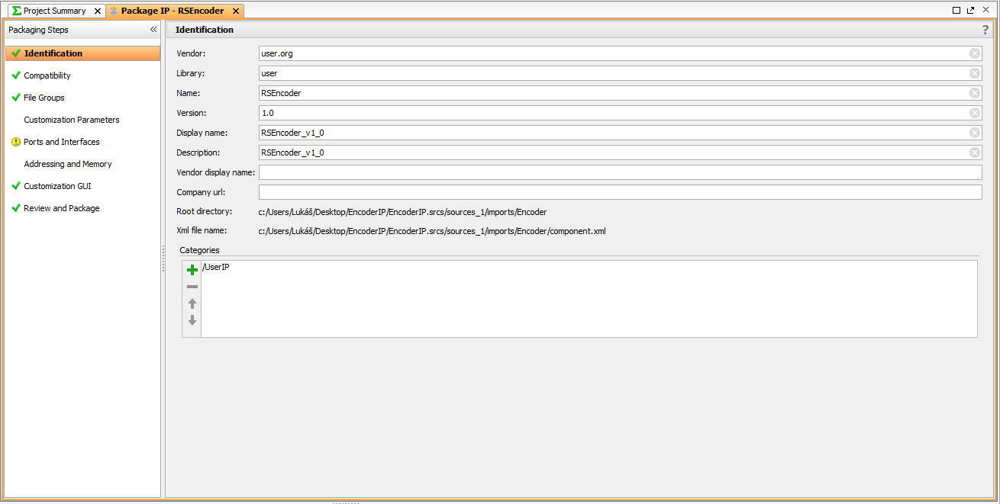 Project Summary
Package IP - RSEncoder
Packaging Steps
Identification
Compatibility
File Groups
Customization Parameters
Ports and Interfaces
Addressing and Memory
Customization GUI
Review and Package
Identification
Vendor: user.org
Library: user
Name: RSEncoder
Version: 1.0
Display name: RSEncoder_v1_0
Description: RSEncoder_v1_0
Vendor display name:
Company url:
Root directory: c:/Users/Lukáš/Desktop/EncoderIP/EncoderIP.srcs/sources_1/imports/Encoder
Xml file name: c:/Users/Lukáš/Desktop/EncoderIP/EncoderIP.srcs/sources_1/imports/Encoder/component.xml
Categories
/UserIP